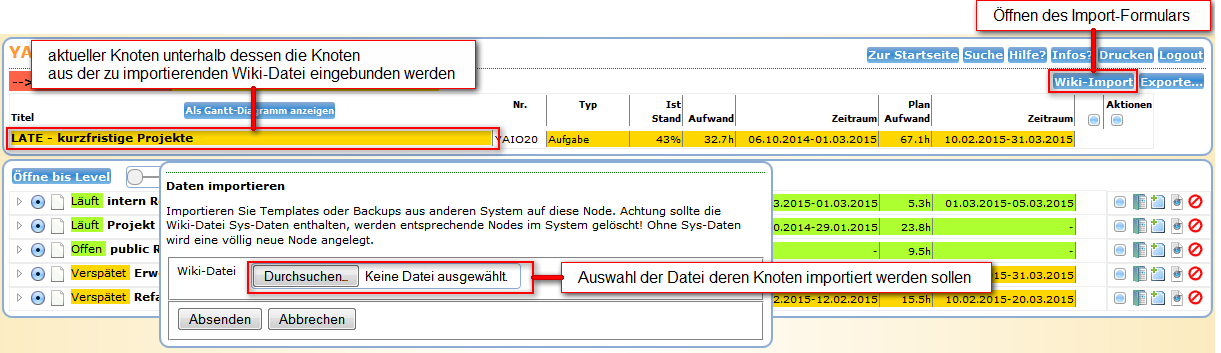 Öffnen des Import-Formulars
aktueller Knoten unterhalb dessen die Knoten
aus der zu importierenden Wiki-Datei eingebunden werden
YA
Zur Startseite Suche Hilfe? Infos? Drucken Logout
-->
Wiki-Import Exporte...
Titel Als Gantt-Diagramm anzeigen Nr. Typ Ist Stand Aufwand Zeitraum Plan Aufwand Zeitraum Aktionen
LATE - kurzfristige Projekte YAIO20 Aufgabe 43% 32.7h 06.10.2014-01.03.2015 67.1h 10.02.2015-31.03.2015
Öffne bis Level
Daten importieren
Läuft intern R 03.2015-01.03.2015 5.3h 01.03.2015-05.03.2015
Importieren Sie Templates oder Backups aus anderen System auf diese Node. Achtung sollte die
Läuft Projekt 10.2014-29.01.2015 23.8h -
Wiki-Datei Sys-Daten enthalten, werden entsprechende Nodes im System gelöscht! Ohne Sys-Daten
wird eine völlig neue Node angelegt.
Offen public R - 9.5h -
Verspätet Erw -31.03.2015
Wiki-Datei Durchsuchen... Keine Datei ausgewählt.
Auswahl der Datei deren Knoten importiert werden sollen
Verspätet Refa 02.2015-12.02.2015 15.5h 10.02.2015-20.03.2015
Absenden Abbrechen